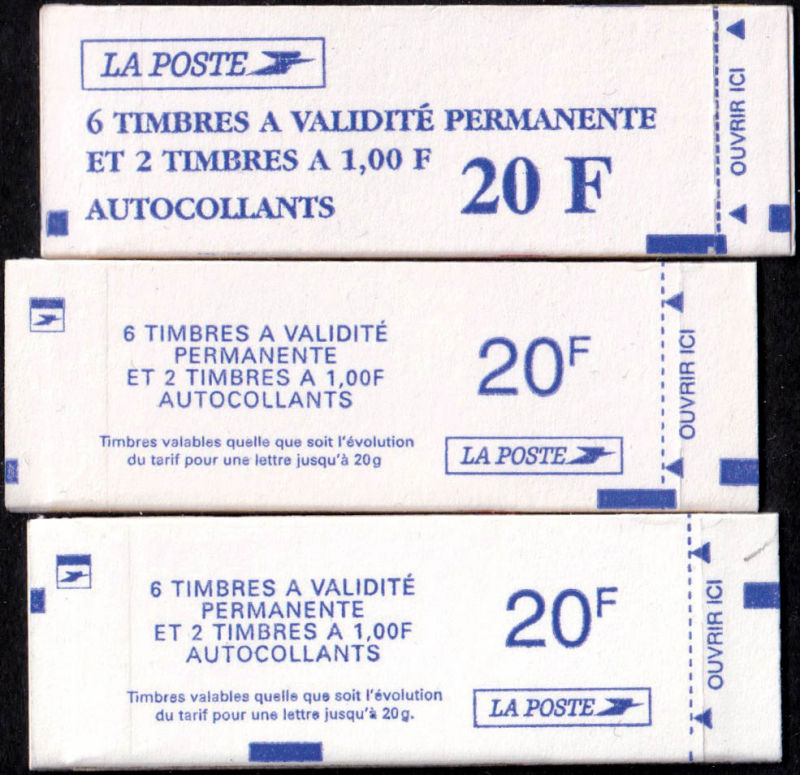 LA POSTE
6 TIMBRES A VALIDITÉ PERMANENTE
ET 2 TIMBRES A 1,00 F
20 F
AUTOCOLLANTS
OUVRIR ICI
6 TIMBRES A VALIDITÉ
PERMANENTE
ET 2 TIMBRES A 1,00F
AUTOCOLLANTS
20F
Timbres valables quelle que soit l'évolution
du tarif pour une lettre jusqu'à 20g
LA POSTE
OUVRIR ICI
6 TIMBRES A VALIDITÉ
PERMANENTE
ET 2 TIMBRES A 1,00F
AUTOCOLLANTS
20F
Timbres valables quelle que soit l'évolution
du tarif pour une lettre jusqu'à 20g.
LA POSTE
OUVRIR ICI